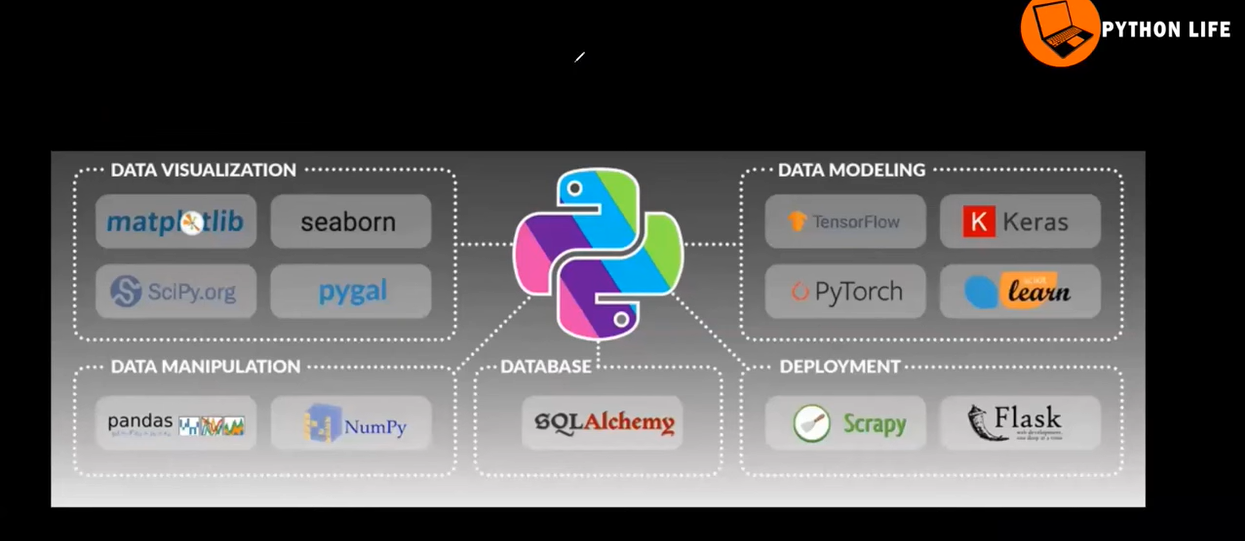 PYTHON LIFE
DATA VISUALIZATION
matplotlib
seaborn
SciPy.org
pygal
DATA MODELING
TensorFlow
K Keras
PyTorch
learn
DATA MANIPULATION
pandas
NumPy
DATABASE
SQLAlchemy
DEPLOYMENT
Scrapy
Flask